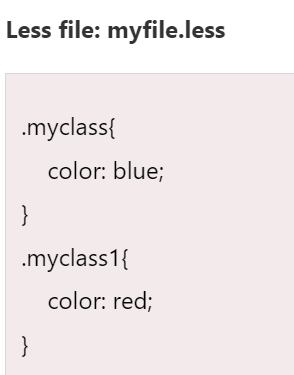 Less file: myfile.less
.myclass{
color: blue;
}
.myclass1{
color: red;
}